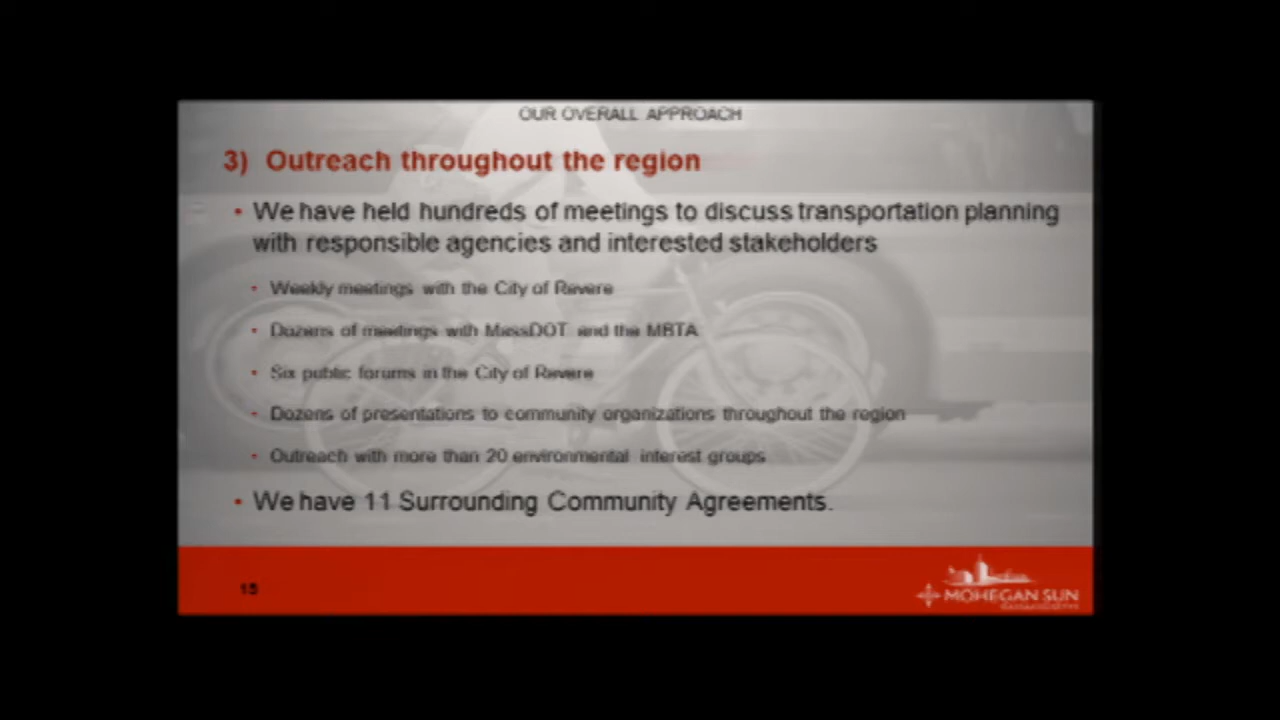 OUR OVERALL APPROACH
3) Outreach throughout the region
• We have held hundreds of meetings to discuss transportation planning
with responsible agencies and interested stakeholders
• Weekly meetings with the City of Revere
• Dozens of meetings with MassDOT and the MBTA
• Six public forums in the City of Revere
• Dozens of presentations to community organizations throughout the region
• Outreach with more than 20 environmental interest groups
• We have 11 Surrounding Community Agreements.
MOHEGAN SUN